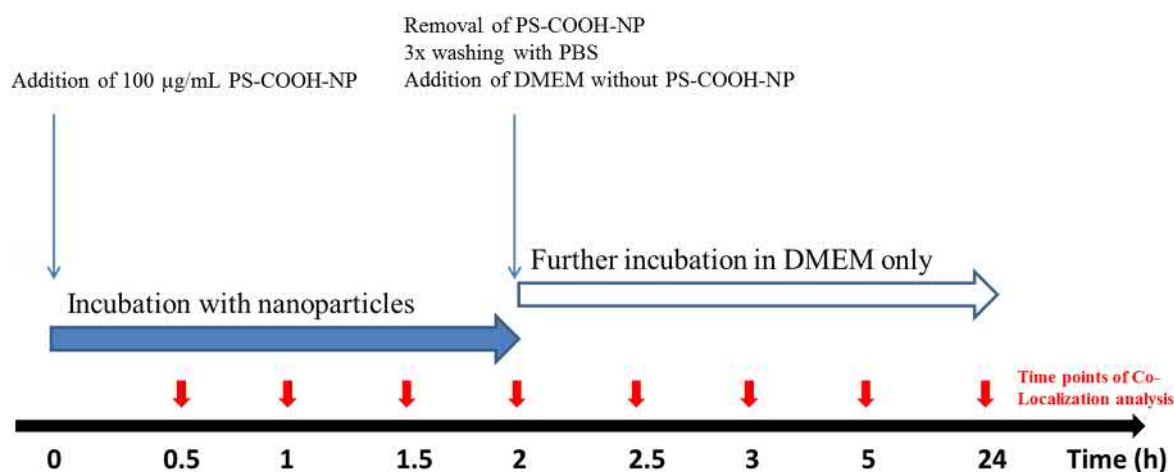 Removal of PS-COOH-NP
3x washing with PBS
Addition of 100 µg/mL PS-COOH-NP
Addition of DMEM without PS-COOH-NP
Further incubation in DMEM only
Incubation with nanoparticles
Time points of Co-
Localization analysis
0 0.5 1 1.5 2 2.5 3 5 24 Time (h)